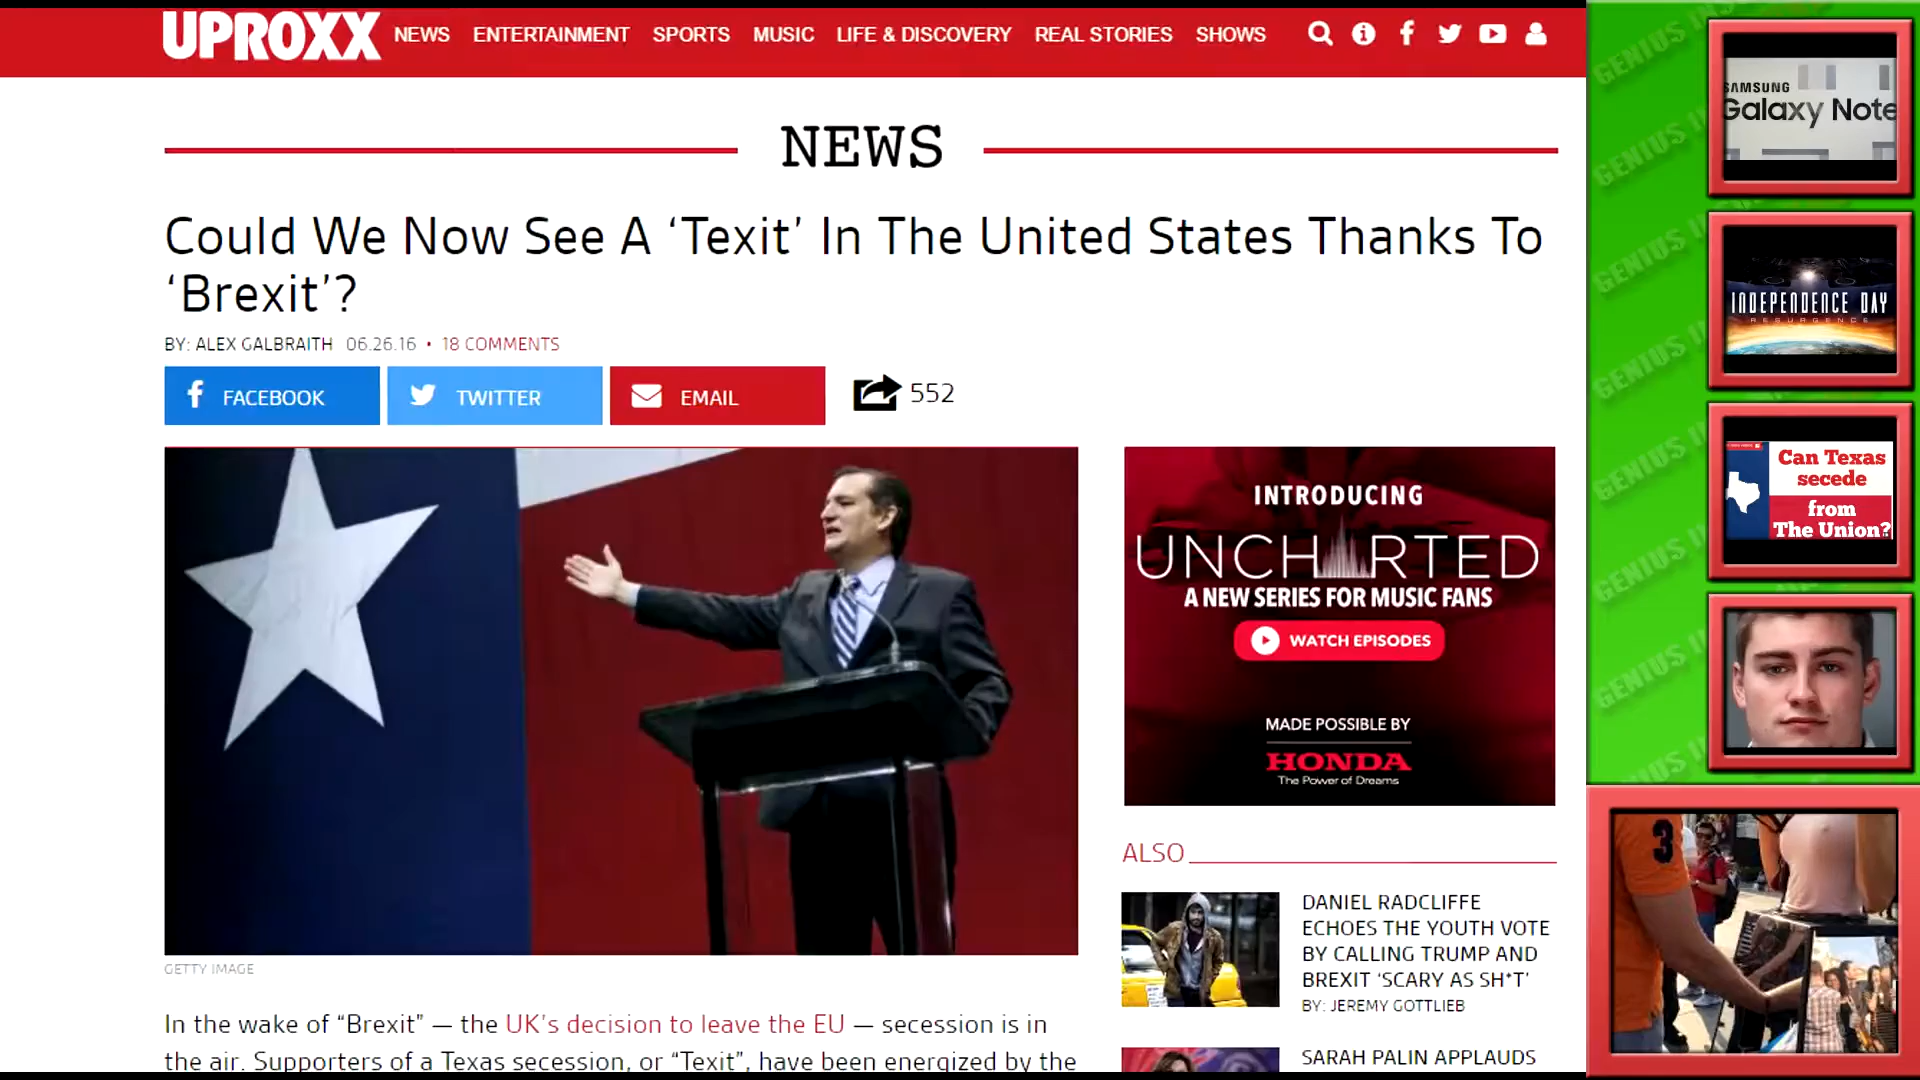 UPROXX
NEWS ENTERTAINMENT SPORTS MUSIC LIFE & DISCOVERY REAL STORIES SHOWS
NEWS
Could We Now See A ‘Texit’ In The United States Thanks To
‘Brexit’?
BY: ALEX GALBRAITH 06.26.16 • 18 COMMENTS
FACEBOOK
TWITTER
EMAIL
552
GETTY IMAGE
In the wake of “Brexit” — the UK’s decision to leave the EU — secession is in
the air. Supporters of a Texas secession, or “Texit”, have been energized by the
INTRODUCING
UNCHARTED
A NEW SERIES FOR MUSIC FANS
WATCH EPISODES
MADE POSSIBLE BY
HONDA
The Power of Dreams
ALSO
DANIEL RADCLIFFE
ECHOES THE YOUTH VOTE
BY CALLING TRUMP AND
BREXIT ‘SCARY AS SH*T’
BY: JEREMY GOTTLIEB
SARAH PALIN APPLAUDS
SAMSUNG
Galaxy Note
INDEPENDENCE DAY
RESURGENCE
Can Texas
secede
from
The Union?
3